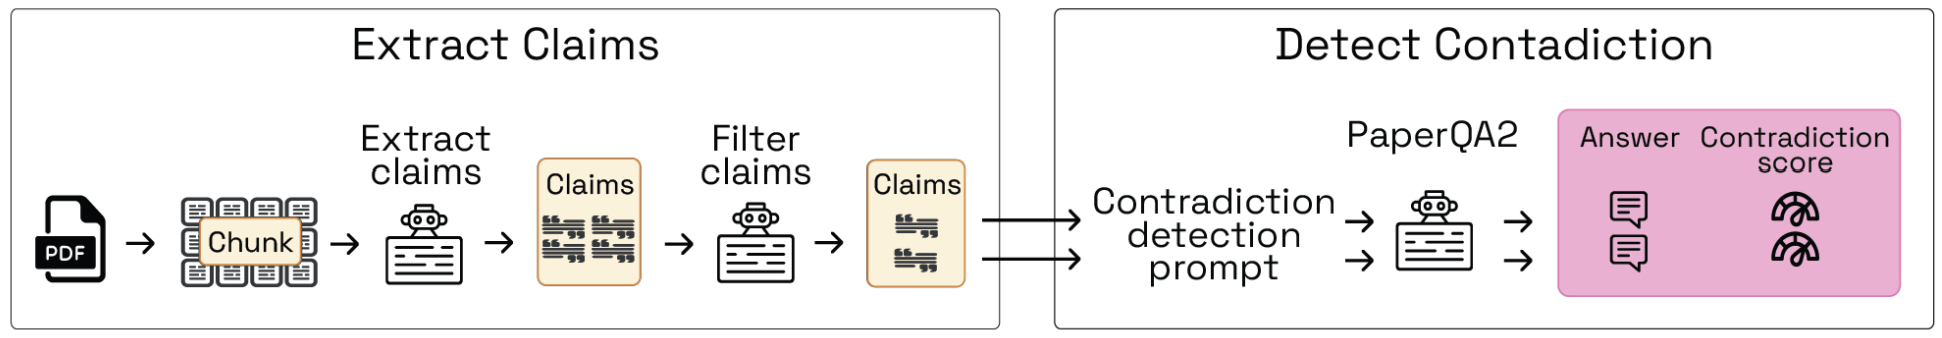 Extract Claims
Detect Contadiction
PDF
Chunk
Extract
claims
Claims
Filter
claims
Claims
Contradiction
detection
prompt
PaperQA2
Answer
Contradiction
score